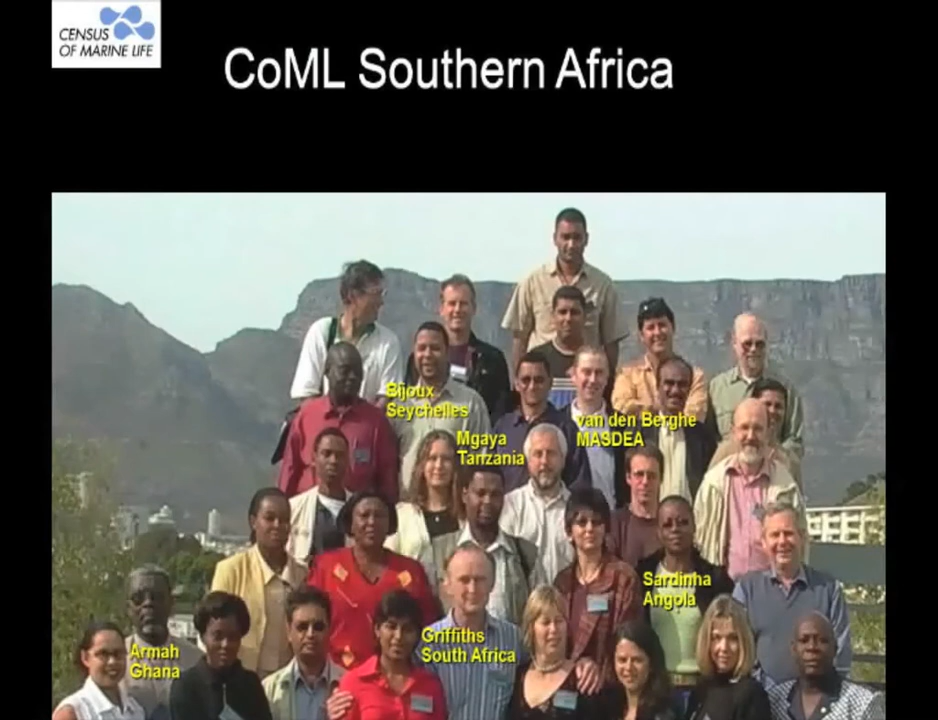 CENSUS
OF MARINE LIFE
CoML Southern Africa
Bijoux
Seychelles
van den Berghe
MASDEA
Mgaya
Tanzania
Sardinha
Angola
Griffiths
South Africa
Armah
Ghana